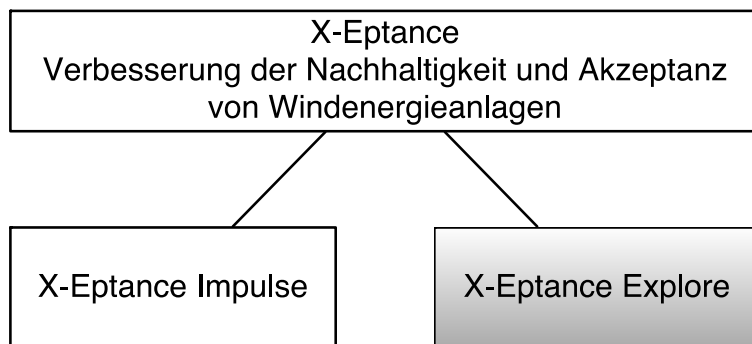 X-Eptance
Verbesserung der Nachhaltigkeit und Akzeptanz
von Windenergieanlagen
X-Eptance Impulse
X-Eptance Explore